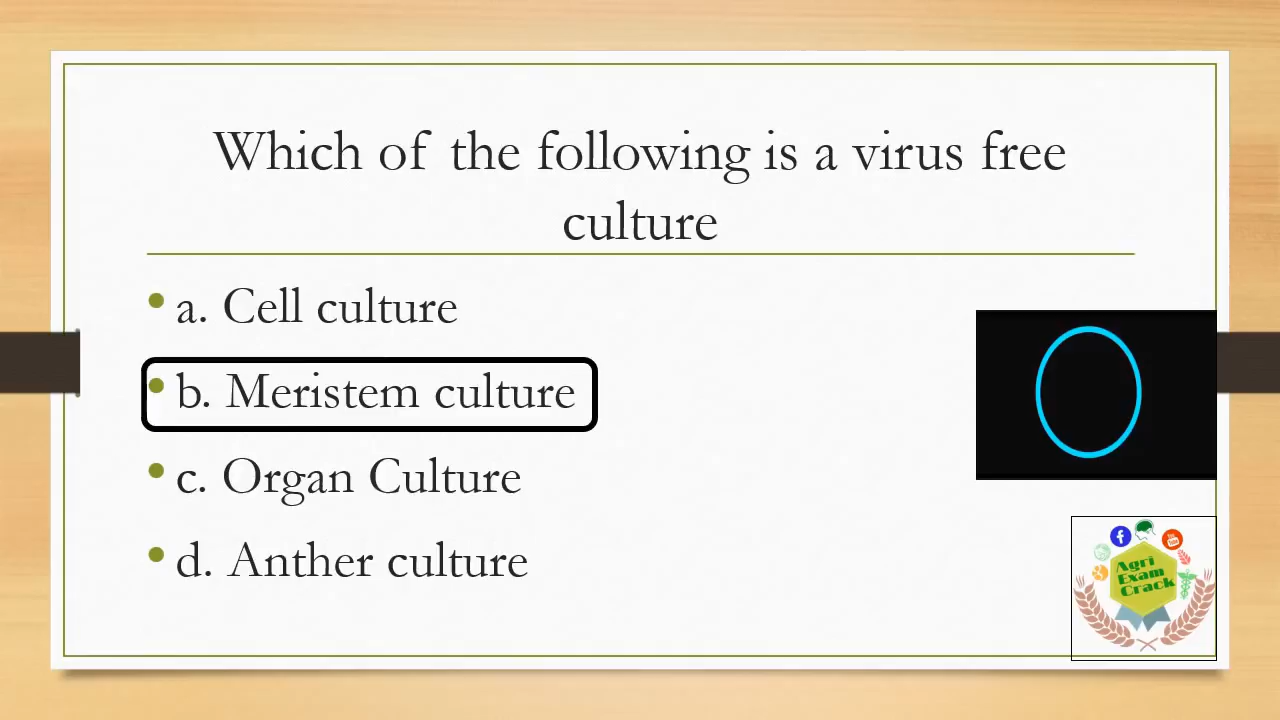 Which of the following is a virus free
culture
• a. Cell culture
• b. Meristem culture
• c. Organ Culture
• d. Anther culture
Agri
Exam
Crack